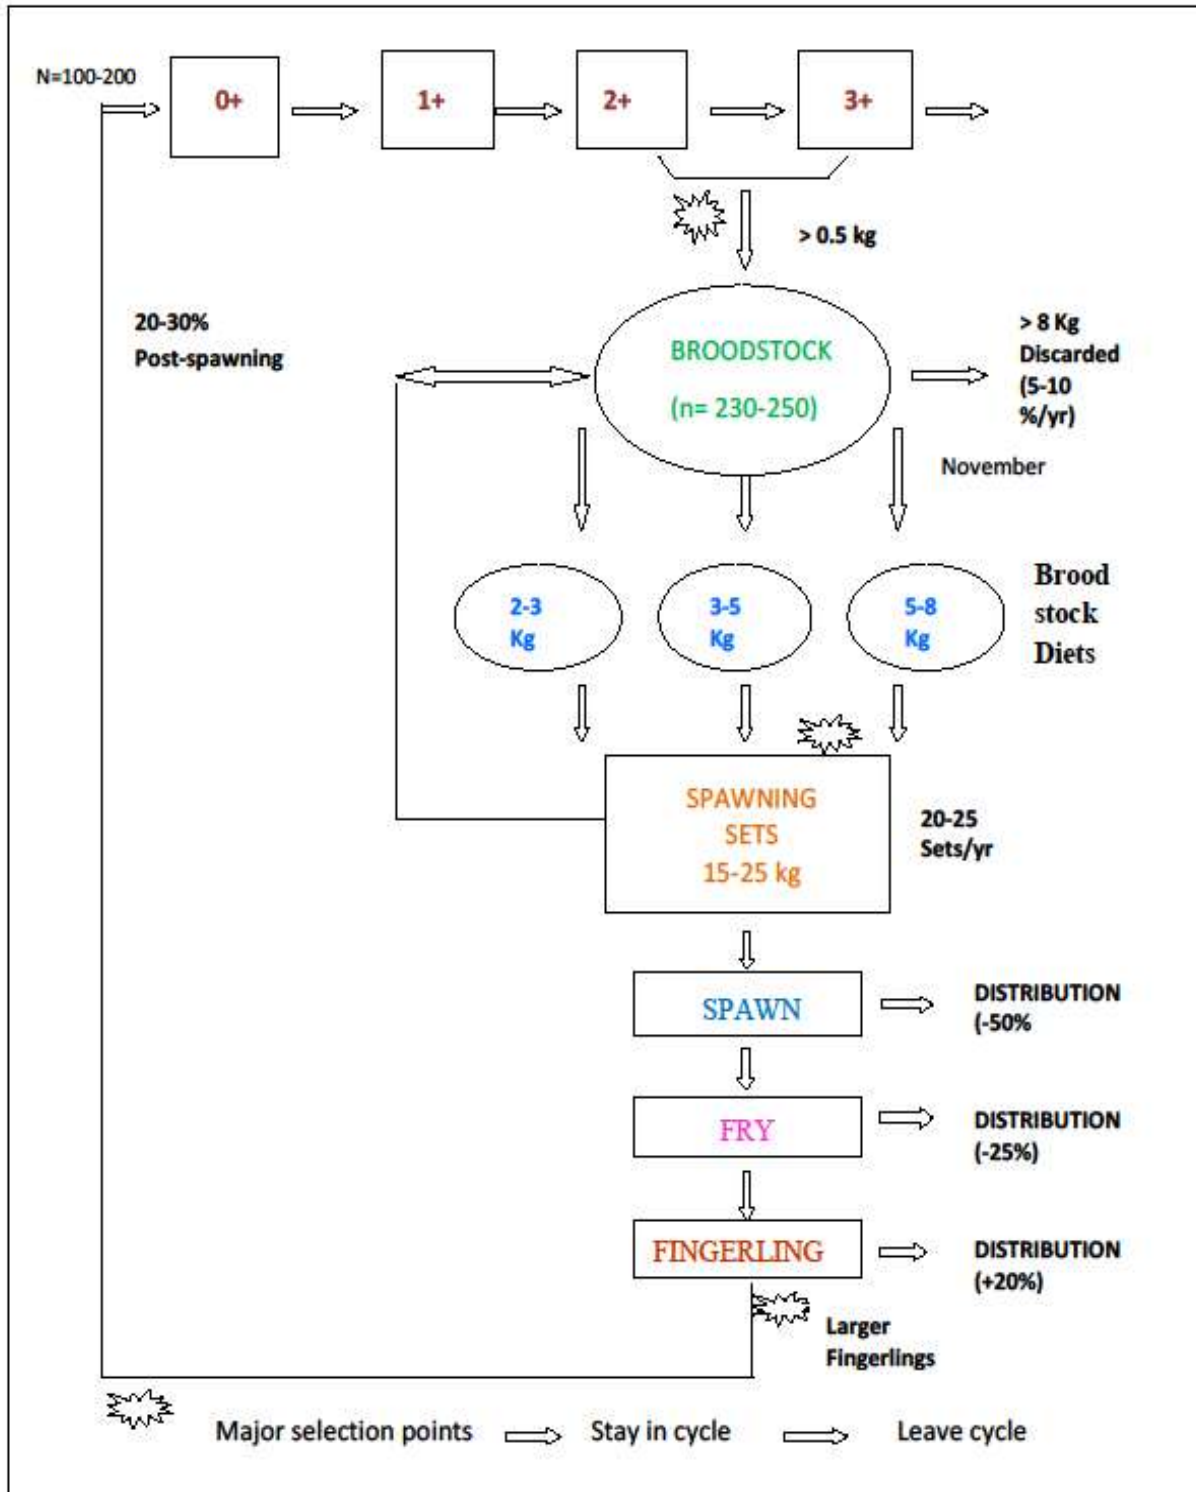 N=100-200
0+
1+
2+
3+
> 0.5 kg
20-30%
Post-spawning
BROODSTOCK
(n= 230-250)
> 8 Kg
Discarded
(5-10
%/yr)
November
2-3
Kg
3-5
Kg
5-8
Kg
Brood
stock
Diets
SPAWNING
SETS
15-25 kg
20-25
Sets/yr
SPAWN
DISTRIBUTION
(-50%
FRY
DISTRIBUTION
(-25%)
FINGERLING
DISTRIBUTION
(+20%)
Larger
Fingerlings
Major selection points
Stay in cycle
Leave cycle